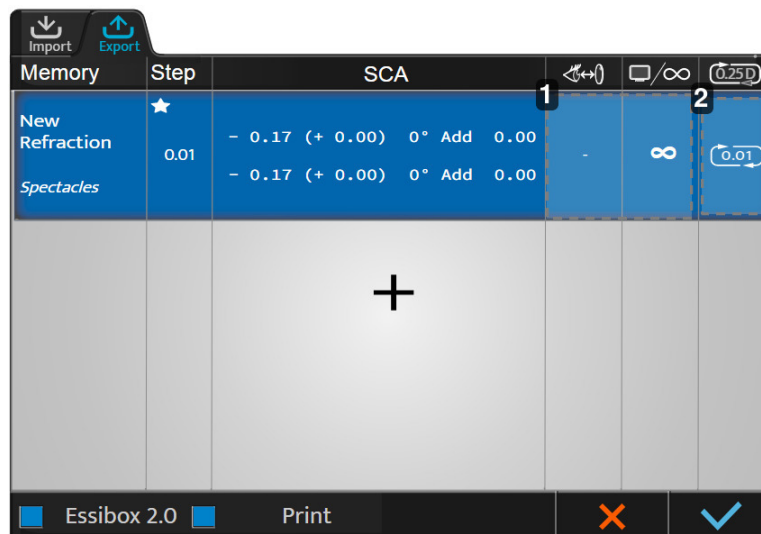 Import Export
Memory Step SCA /∞ 0.25D
1 2
New
Refraction
Spectacles
0.01
- 0.17 (+ 0.00) 0° Add 0.00
- 0.17 (+ 0.00) 0° Add 0.00
- ∞ 0.01
+
Essibox 2.0 Print